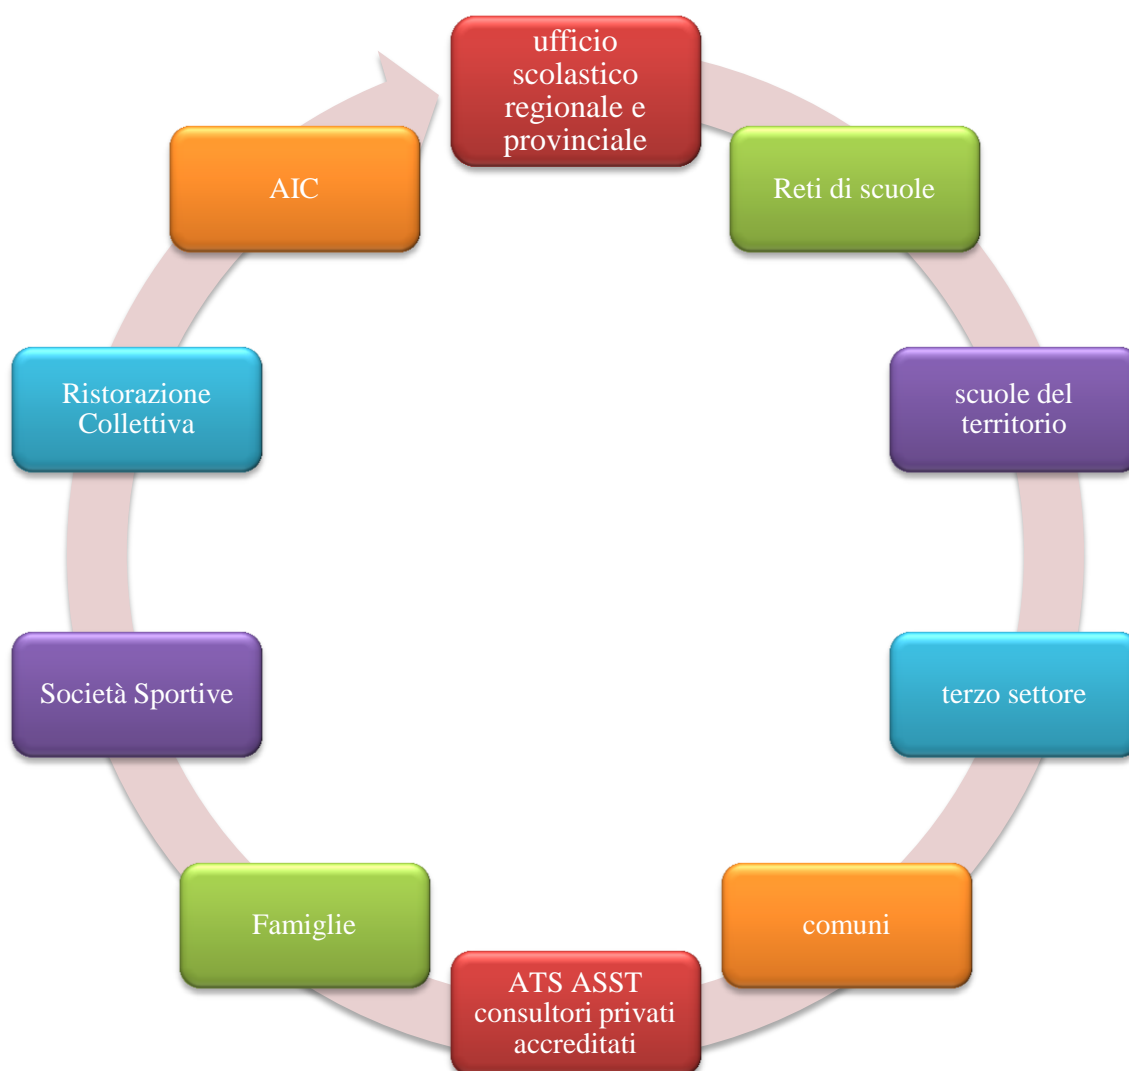 ufficio
scolastico
regionale e
provinciale
Reti di scuole
scuole del
territorio
terzo settore
comuni
ATS ASST
consultori privati
accreditati
Famiglie
Società Sportive
Ristorazione
Collettiva
AIC